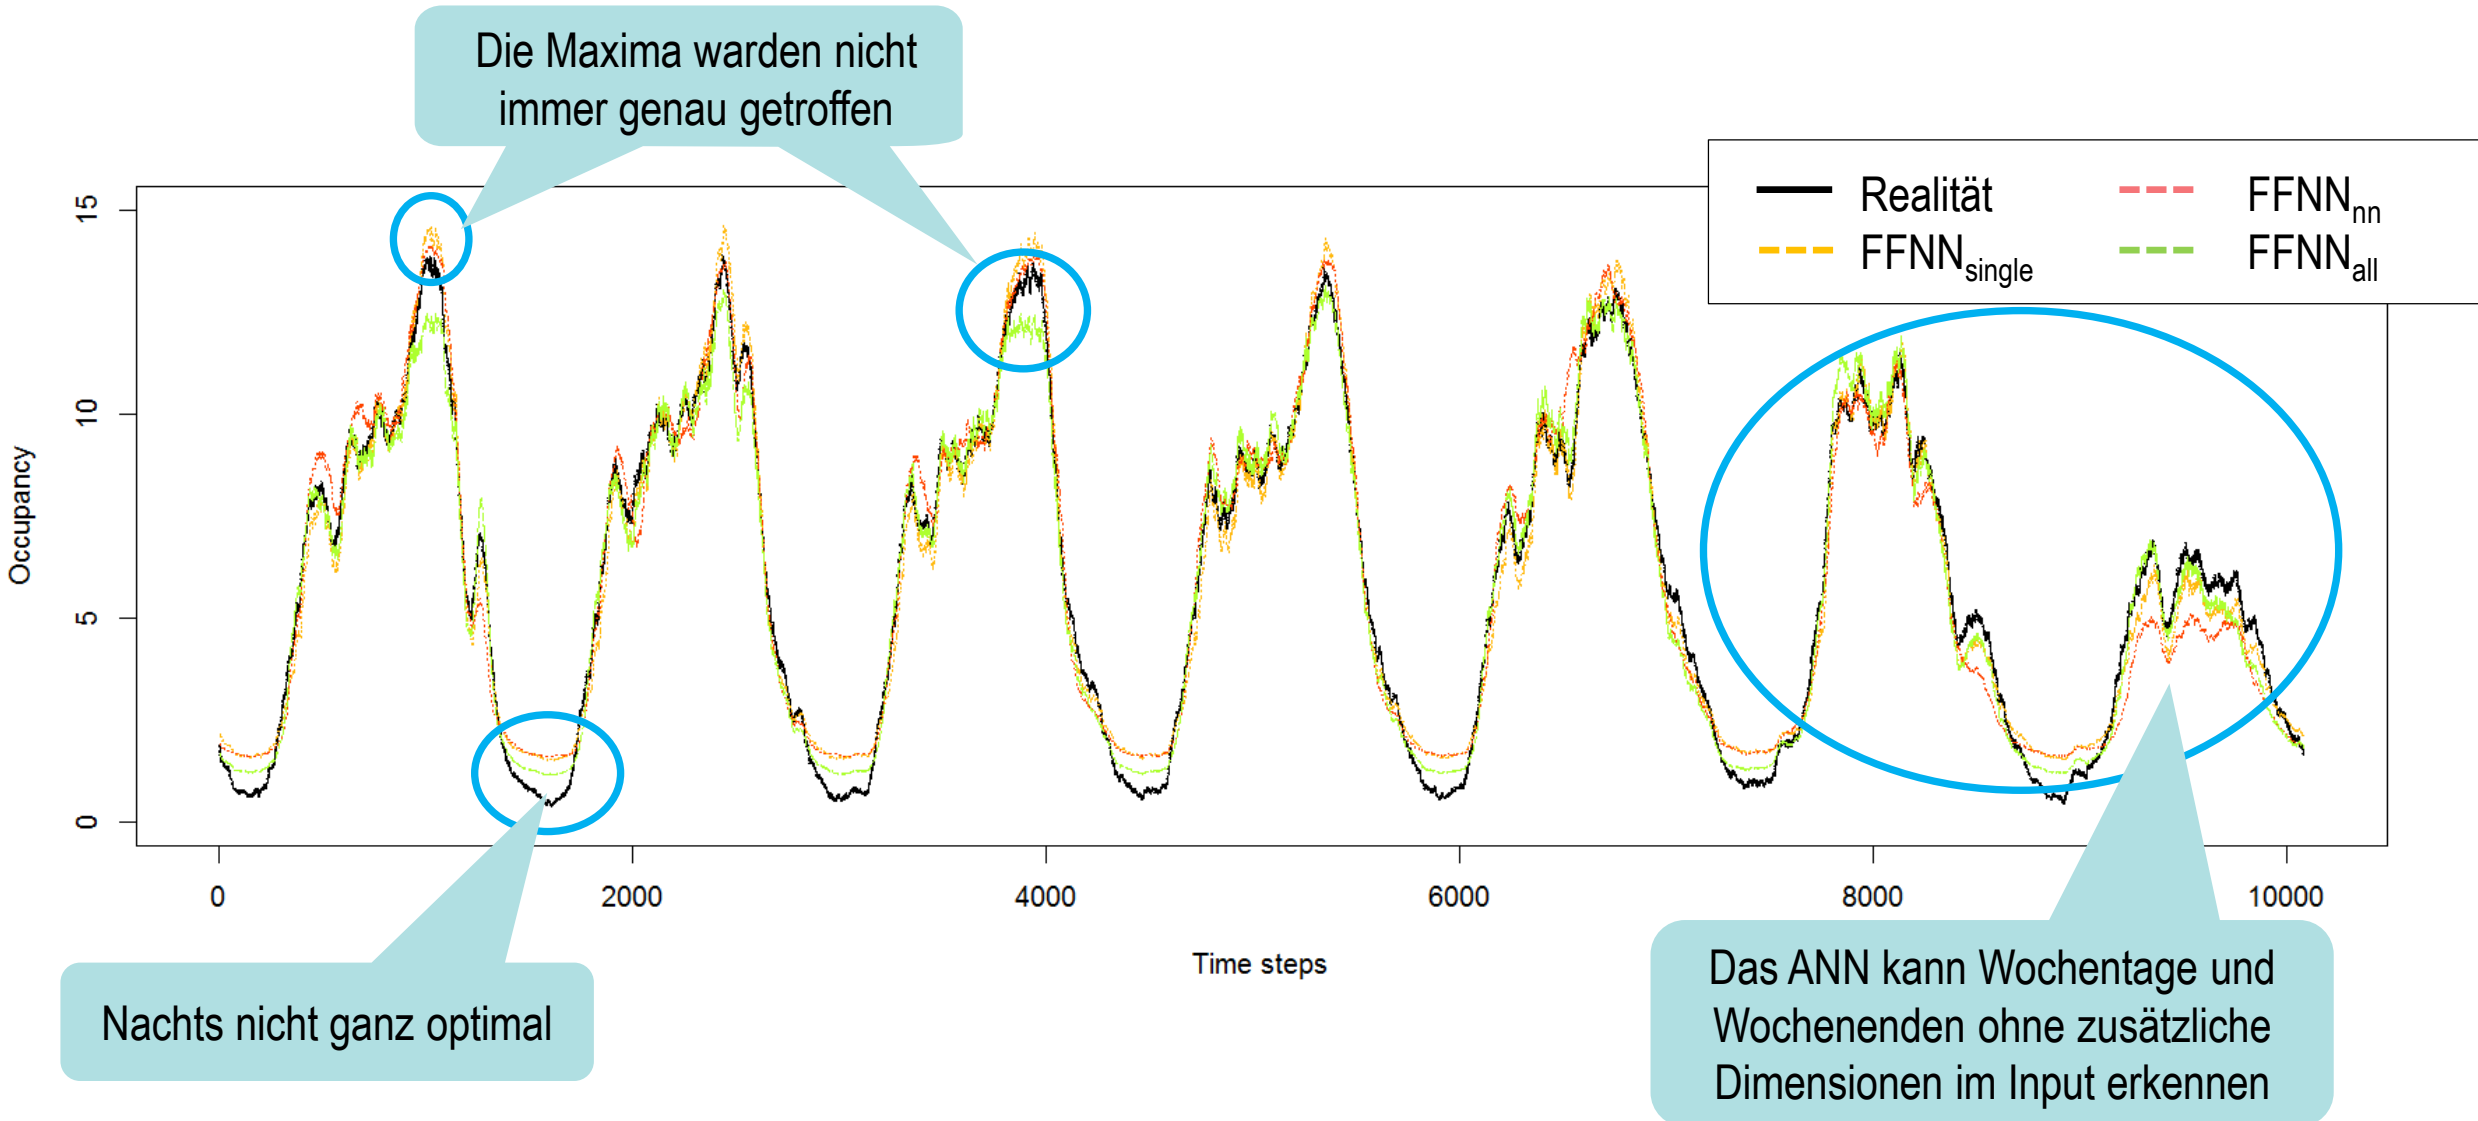 Die Maxima warden nicht
immer genau getroffen
Realität
FFNNnn
FFNNsingle
FFNNall
15
10
5
0
Occupancy
0
2000
4000
6000
8000
10000
Time steps
Nachts nicht ganz optimal
Das ANN kann Wochentage und
Wochenenden ohne zusätzliche
Dimensionen im Input erkennen